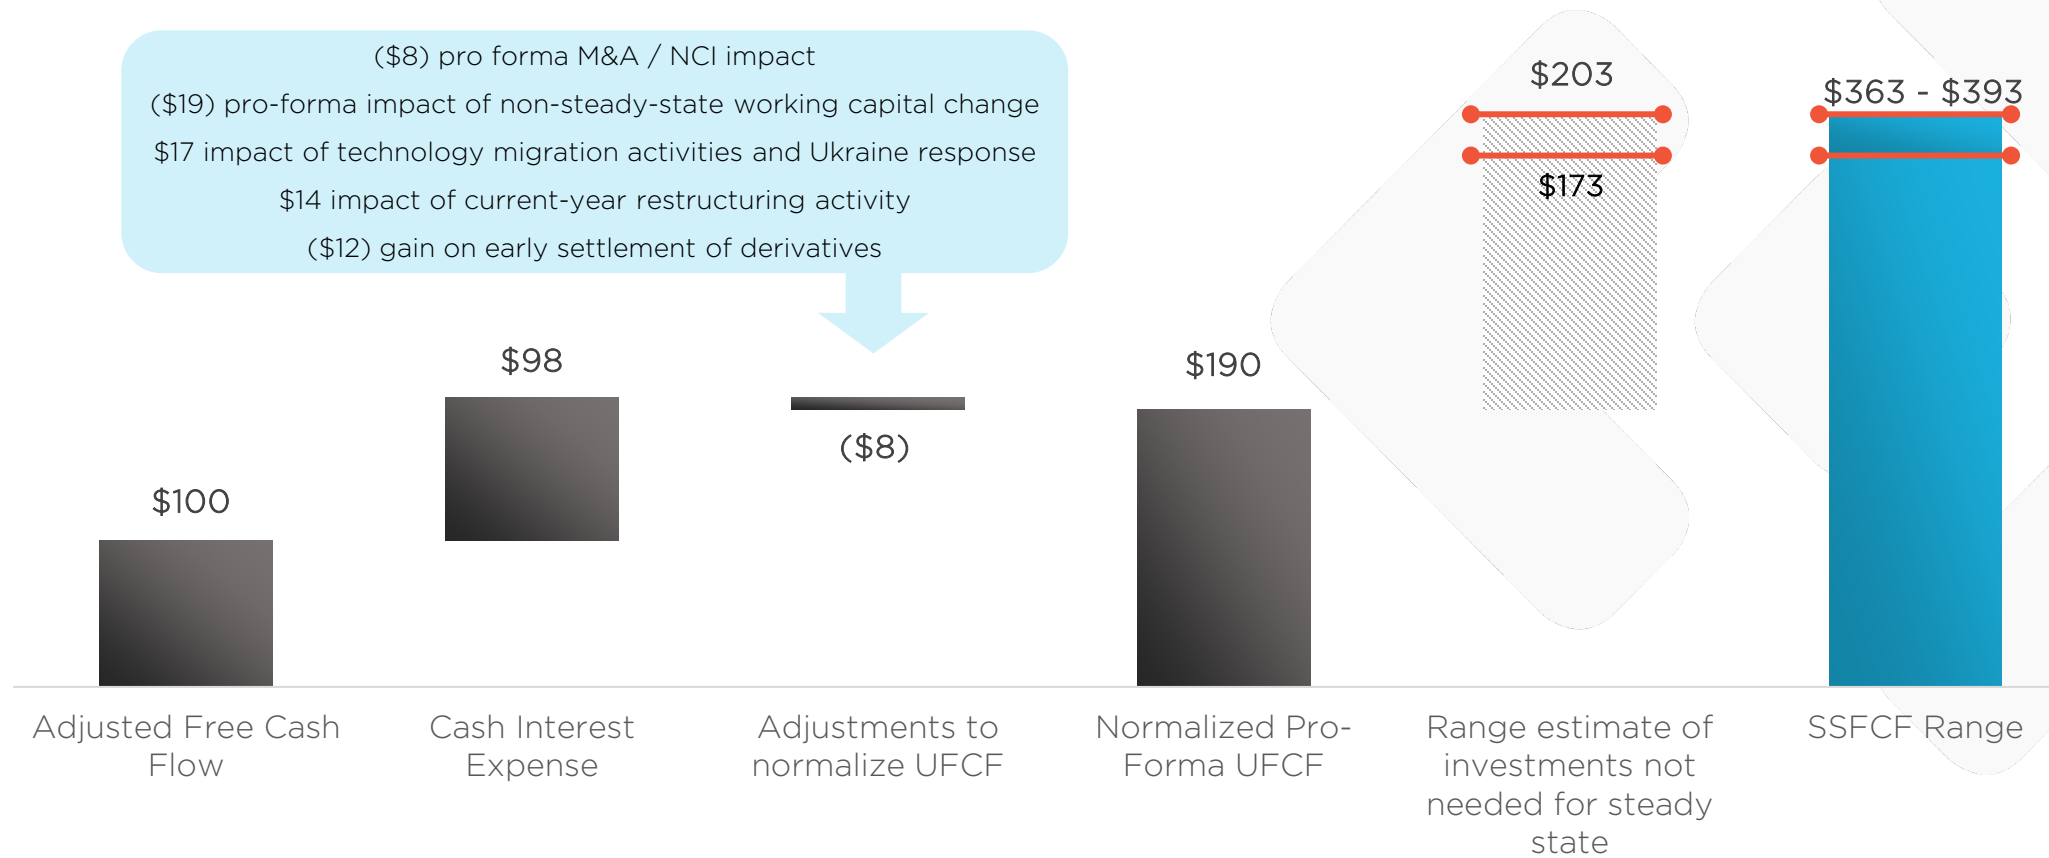 ($8) pro forma M&A / NCI impact
($19) pro-forma impact of non-steady-state working capital change
$17 impact of technology migration activities and Ukraine response
$14 impact of current-year restructuring activity
($12) gain on early settlement of derivatives
$100
$98
($8)
$190
$203
$173
$363 - $393
Adjusted Free Cash
Flow
Cash Interest
Expense
Adjustments to
normalize UFCF
Normalized Pro-
Forma UFCF
Range estimate of
investments not
needed for steady
state
SSFCF Range